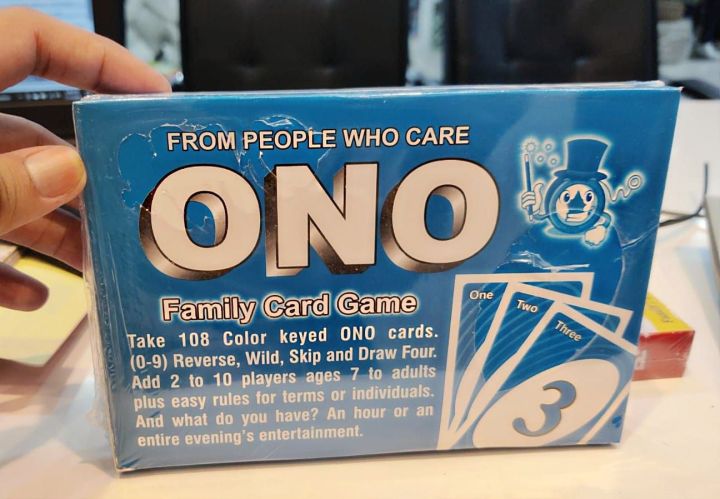 FROM PEOPLE WHO CARE
ONO
Family Card Game
Take 108 Color keyed ONO cards.
(0-9) Reverse, Wild, Skip and Draw Four.
Add 2 to 10 players ages 7 to adults
plus easy rules for terms or individuals.
And what do you have? An hour or an
entire evening's entertainment.
One
Two
Three
3